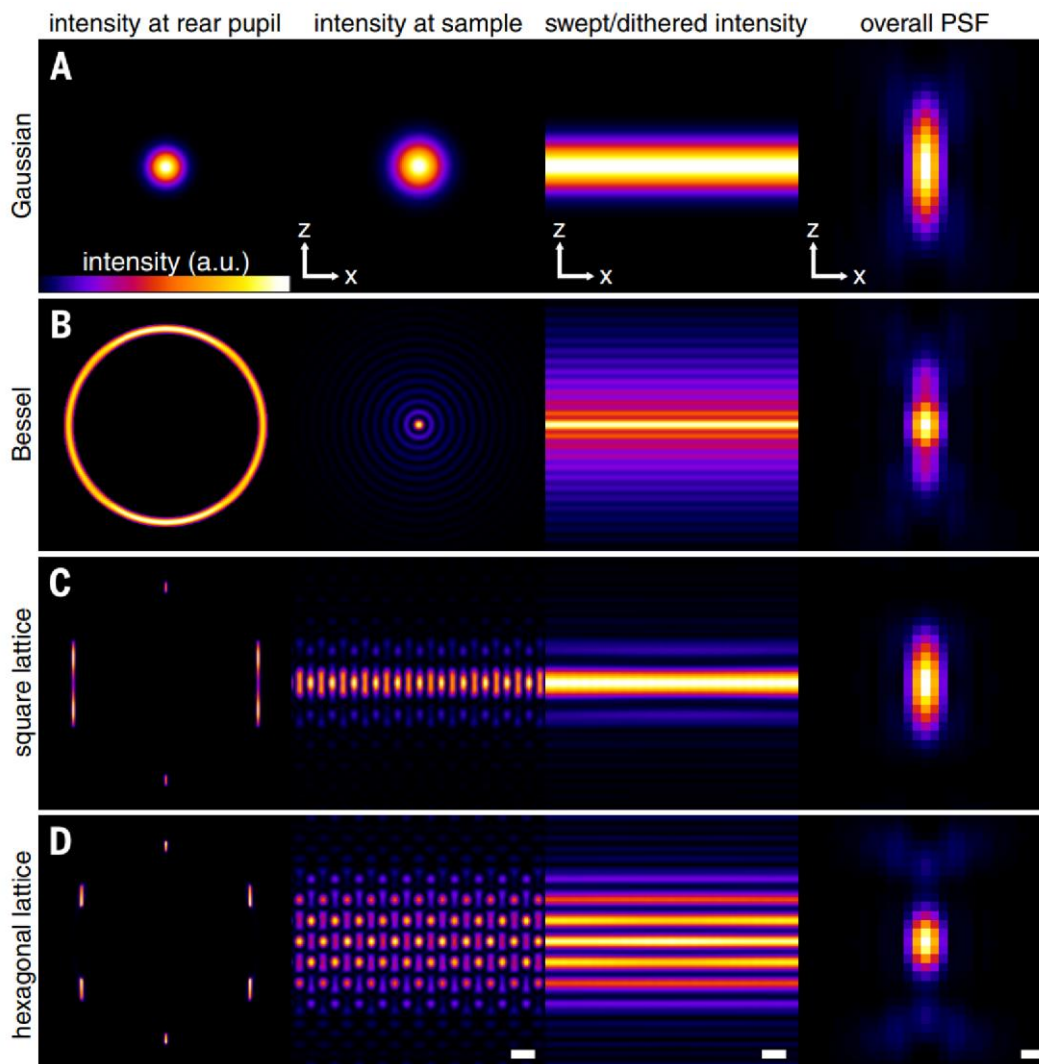 intensity at rear pupil intensity at sample swept/dithered intensity overall PSF
A
Gaussian
z z z
intensity (a.u.)
x x x
B
Bessel
C
square lattice
D
hexagonal lattice